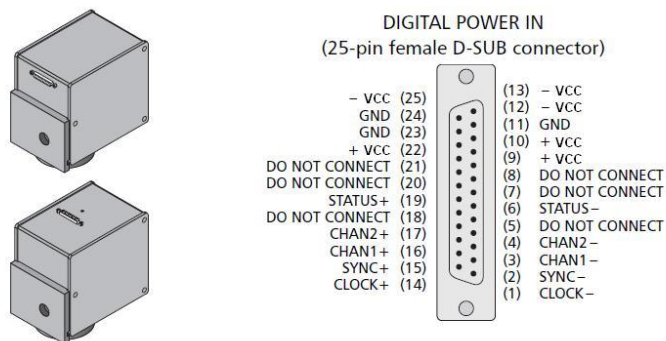 DIGITAL POWER IN
(25-pin female D-SUB connector)
− VCC (25)
GND (24)
GND (23)
+ VCC (22)
DO NOT CONNECT (21)
DO NOT CONNECT (20)
STATUS+ (19)
DO NOT CONNECT (18)
CHAN2+ (17)
CHAN1+ (16)
SYNC+ (15)
CLOCK+ (14)
(13) − VCC
(12) − VCC
(11) GND
(10) + VCC
(9) + VCC
(8) DO NOT CONNECT
(7) DO NOT CONNECT
(6) STATUS−
(5) DO NOT CONNECT
(4) CHAN2−
(3) CHAN1−
(2) SYNC−
(1) CLOCK−